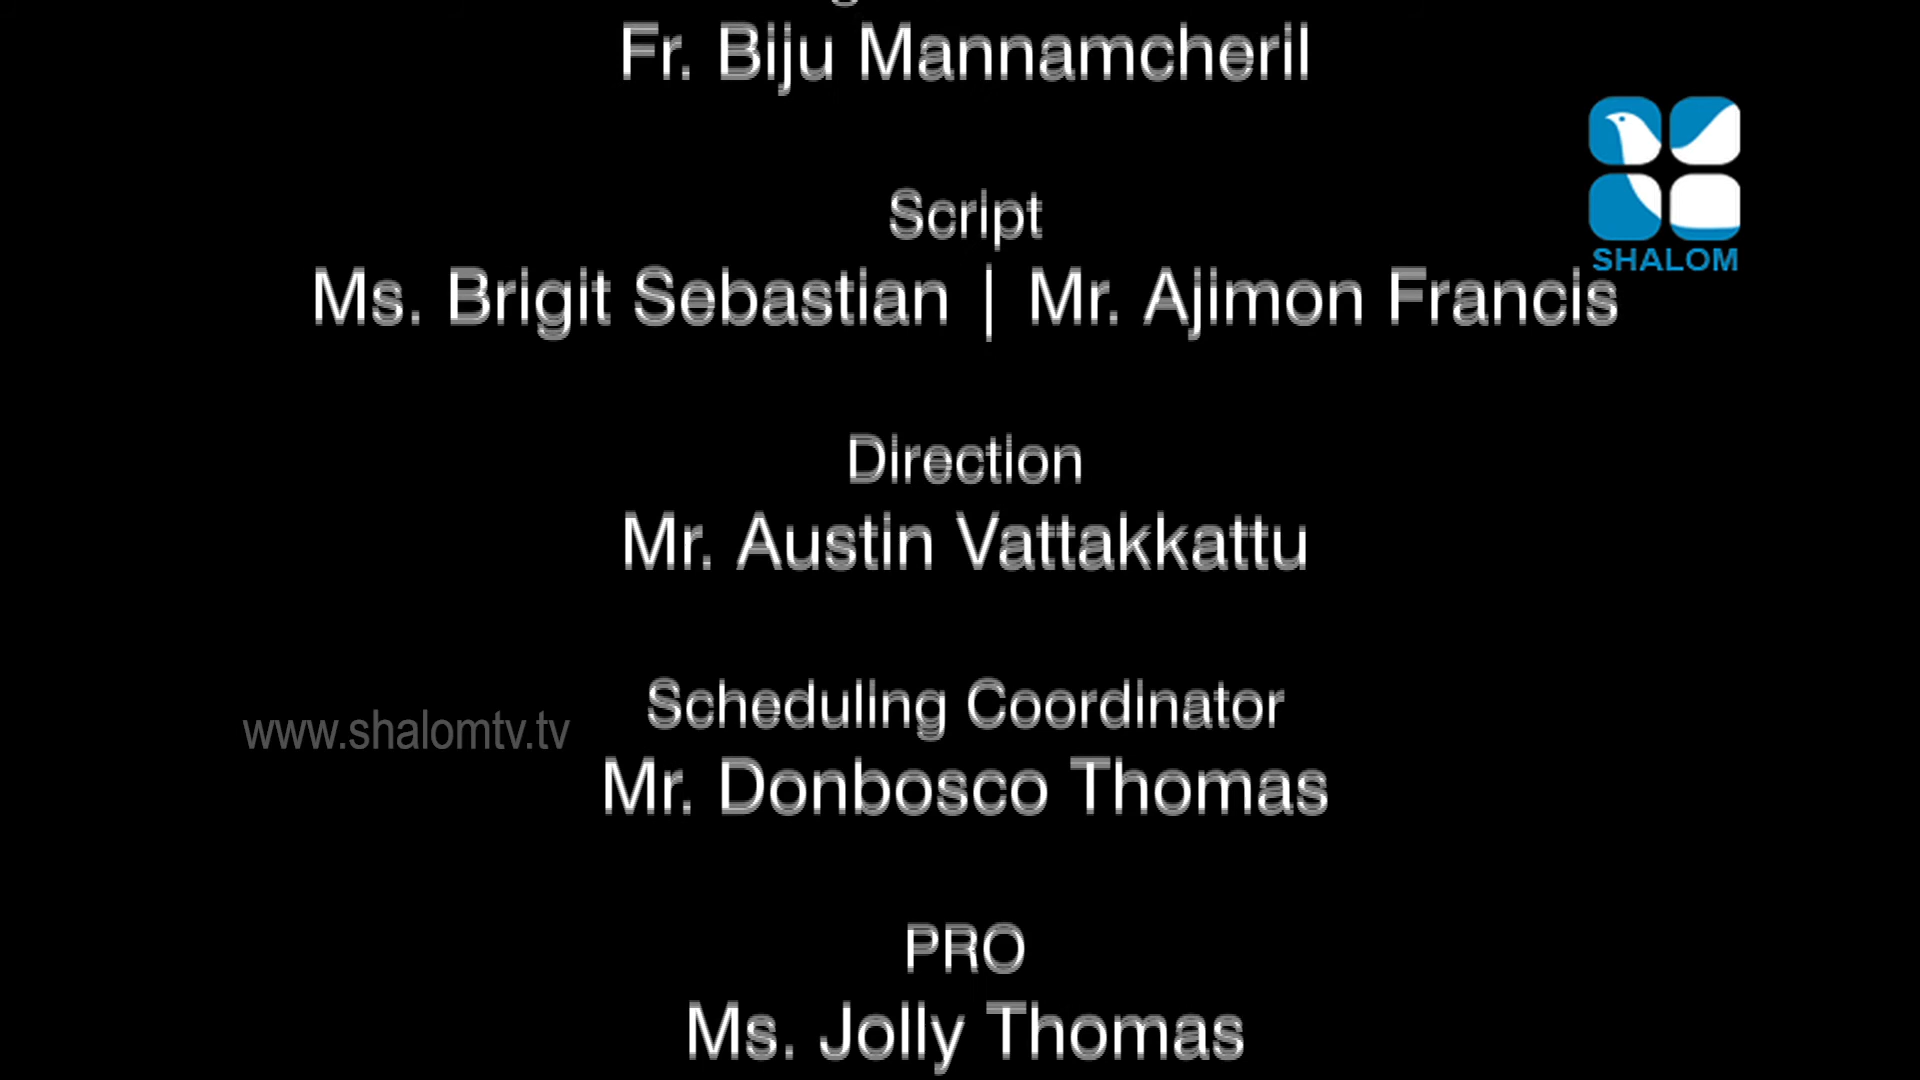 Fr. Biju Mannamcheril
SHALOM
Script
Ms. Brigit Sebastian | Mr. Ajimon Francis
Direction
Mr. Austin Vattakkattu
Scheduling Coordinator
www.shalomtv.tv
Mr. Donbosco Thomas
PRO
Ms. Jolly Thomas